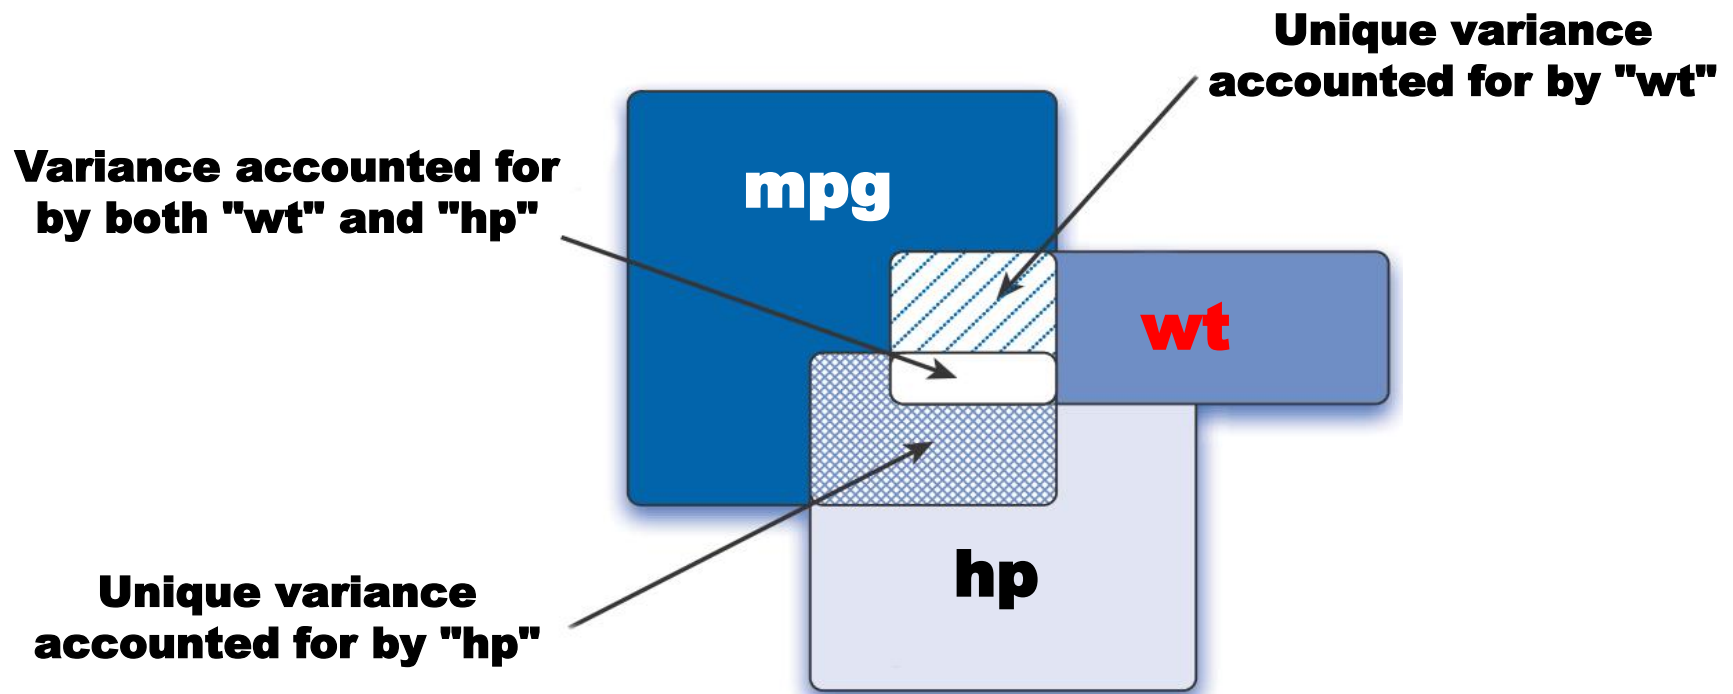 Unique variance
accounted for by "wt"
Variance accounted for
by both "wt" and "hp"
mpg
wt
hp
Unique variance
accounted for by "hp"